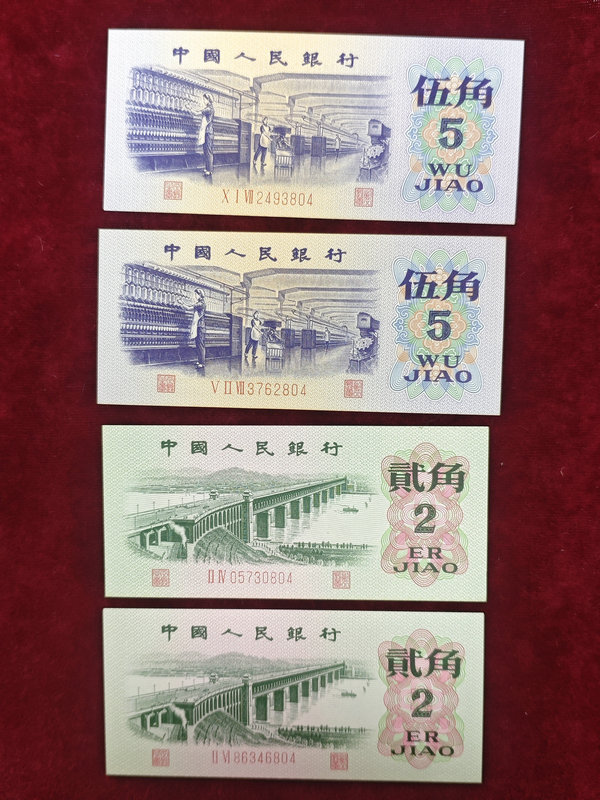 中國人民銀行
伍角
5
WU
JIAO
X I VII 2493804
中國人民銀行
伍角
5
WU
JIAO
V II VII 3762804
中國人民銀行
貳角
2
ER
JIAO
II IV 05730804
中國人民銀行
貳角
2
ER
JIAO
II VI 86346804